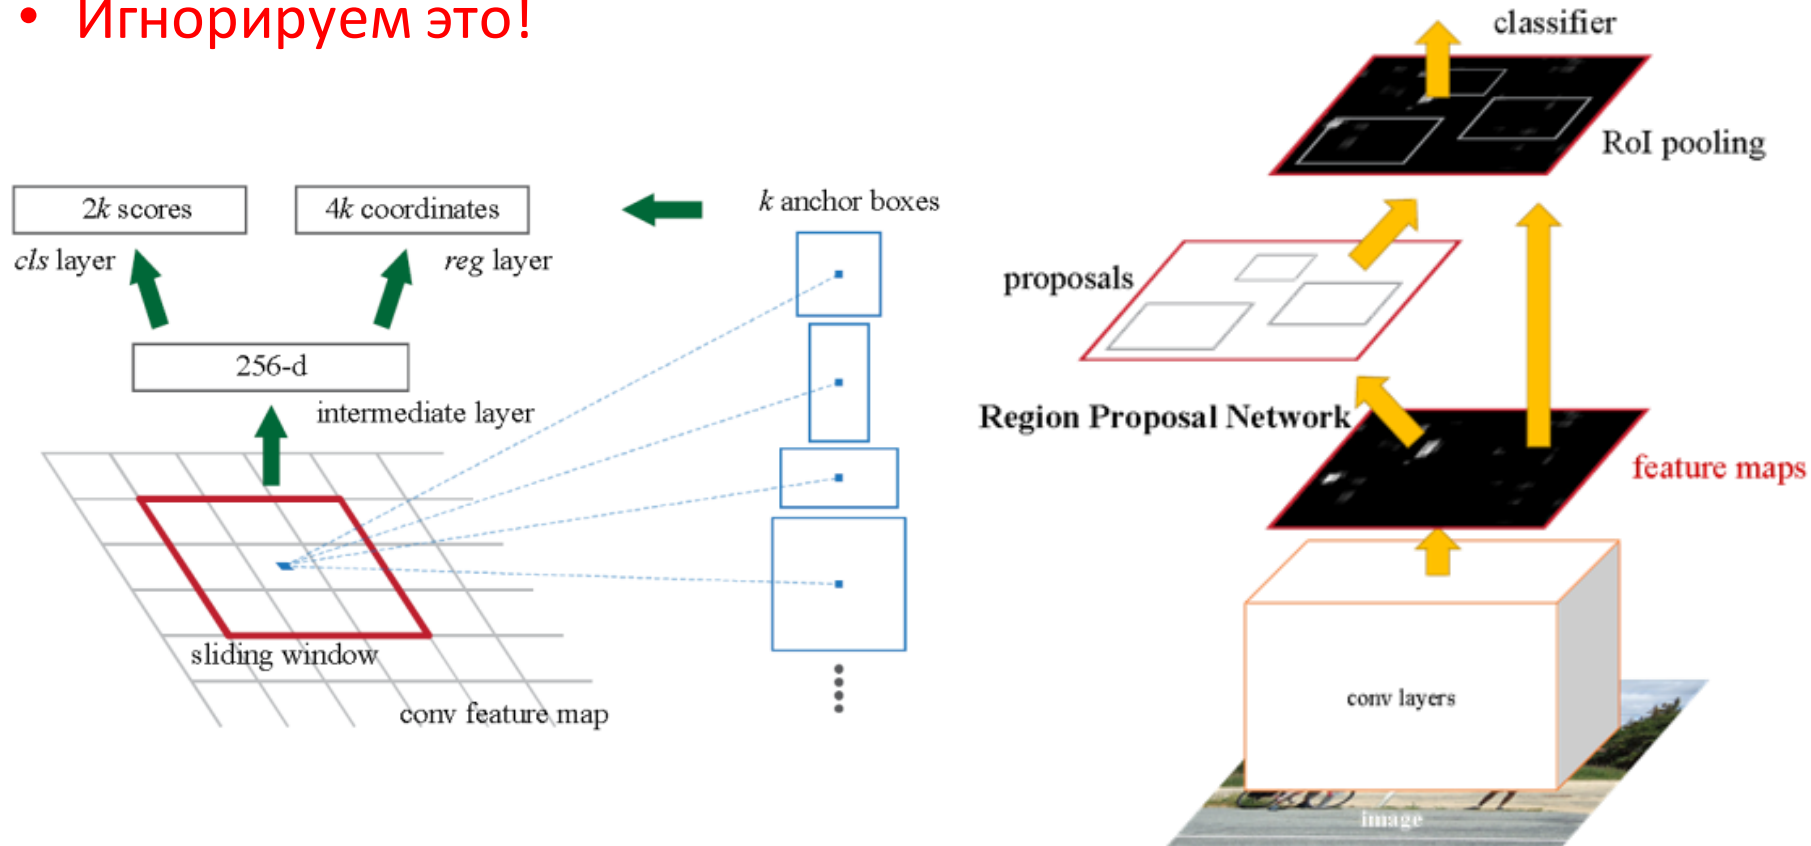 • Игнорируем это!
2k scores
4k coordinates
k anchor boxes
cls layer
reg layer
256-d
intermediate layer
sliding window
conv feature map
classifier
RoI pooling
proposals
Region Proposal Network
feature maps
conv layers
image